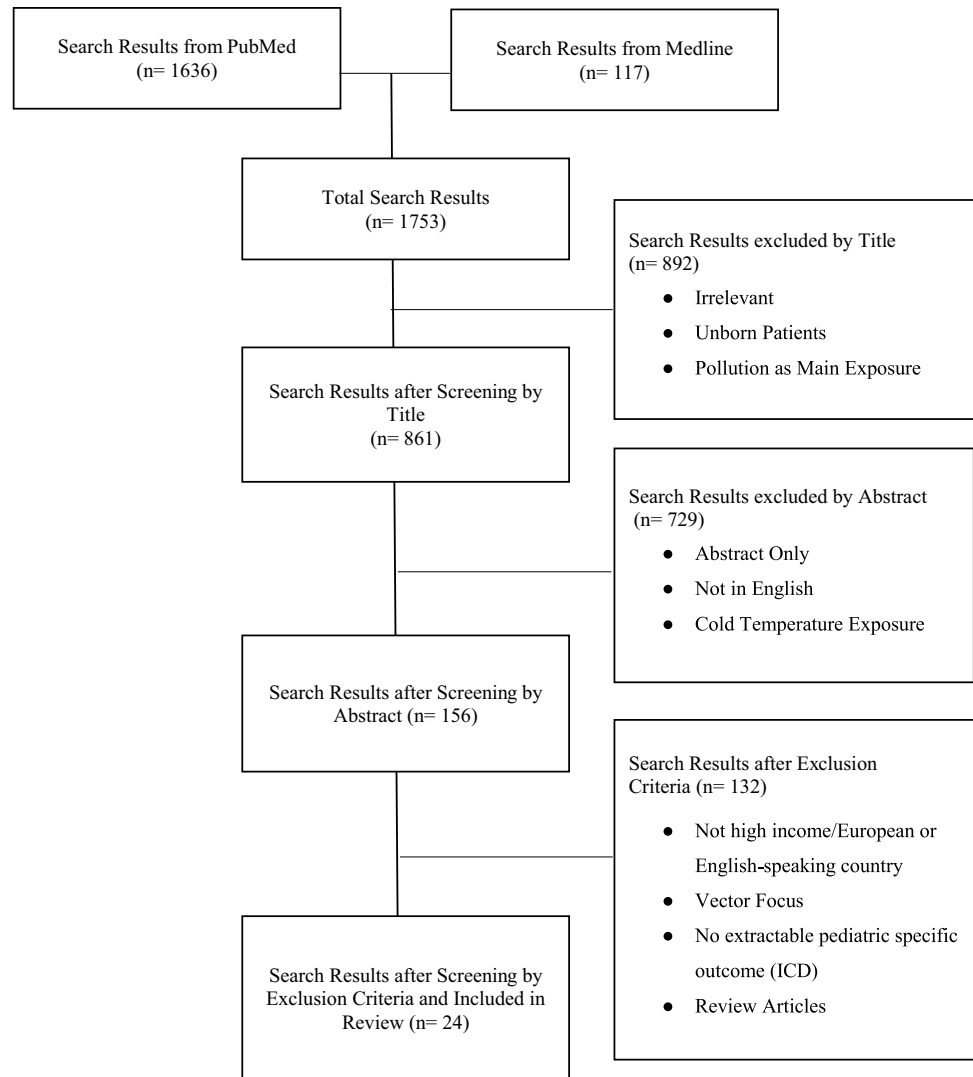 Search Results from PubMed
(n= 1636)
Search Results from Medline
(n= 117)
Total Search Results
(n= 1753)
Search Results excluded by Title
(n= 892)
● Irrelevant
● Unborn Patients
● Pollution as Main Exposure
Search Results after Screening by
Title
(n= 861)
Search Results excluded by Abstract
(n= 729)
● Abstract Only
● Not in English
● Cold Temperature Exposure
Search Results after Screening by
Abstract (n= 156)
Search Results after Exclusion
Criteria (n= 132)
● Not high income/European or
English-speaking country
● Vector Focus
● No extractable pediatric specific
outcome (ICD)
● Review Articles
Search Results after Screening by
Exclusion Criteria and Included in
Review (n= 24)